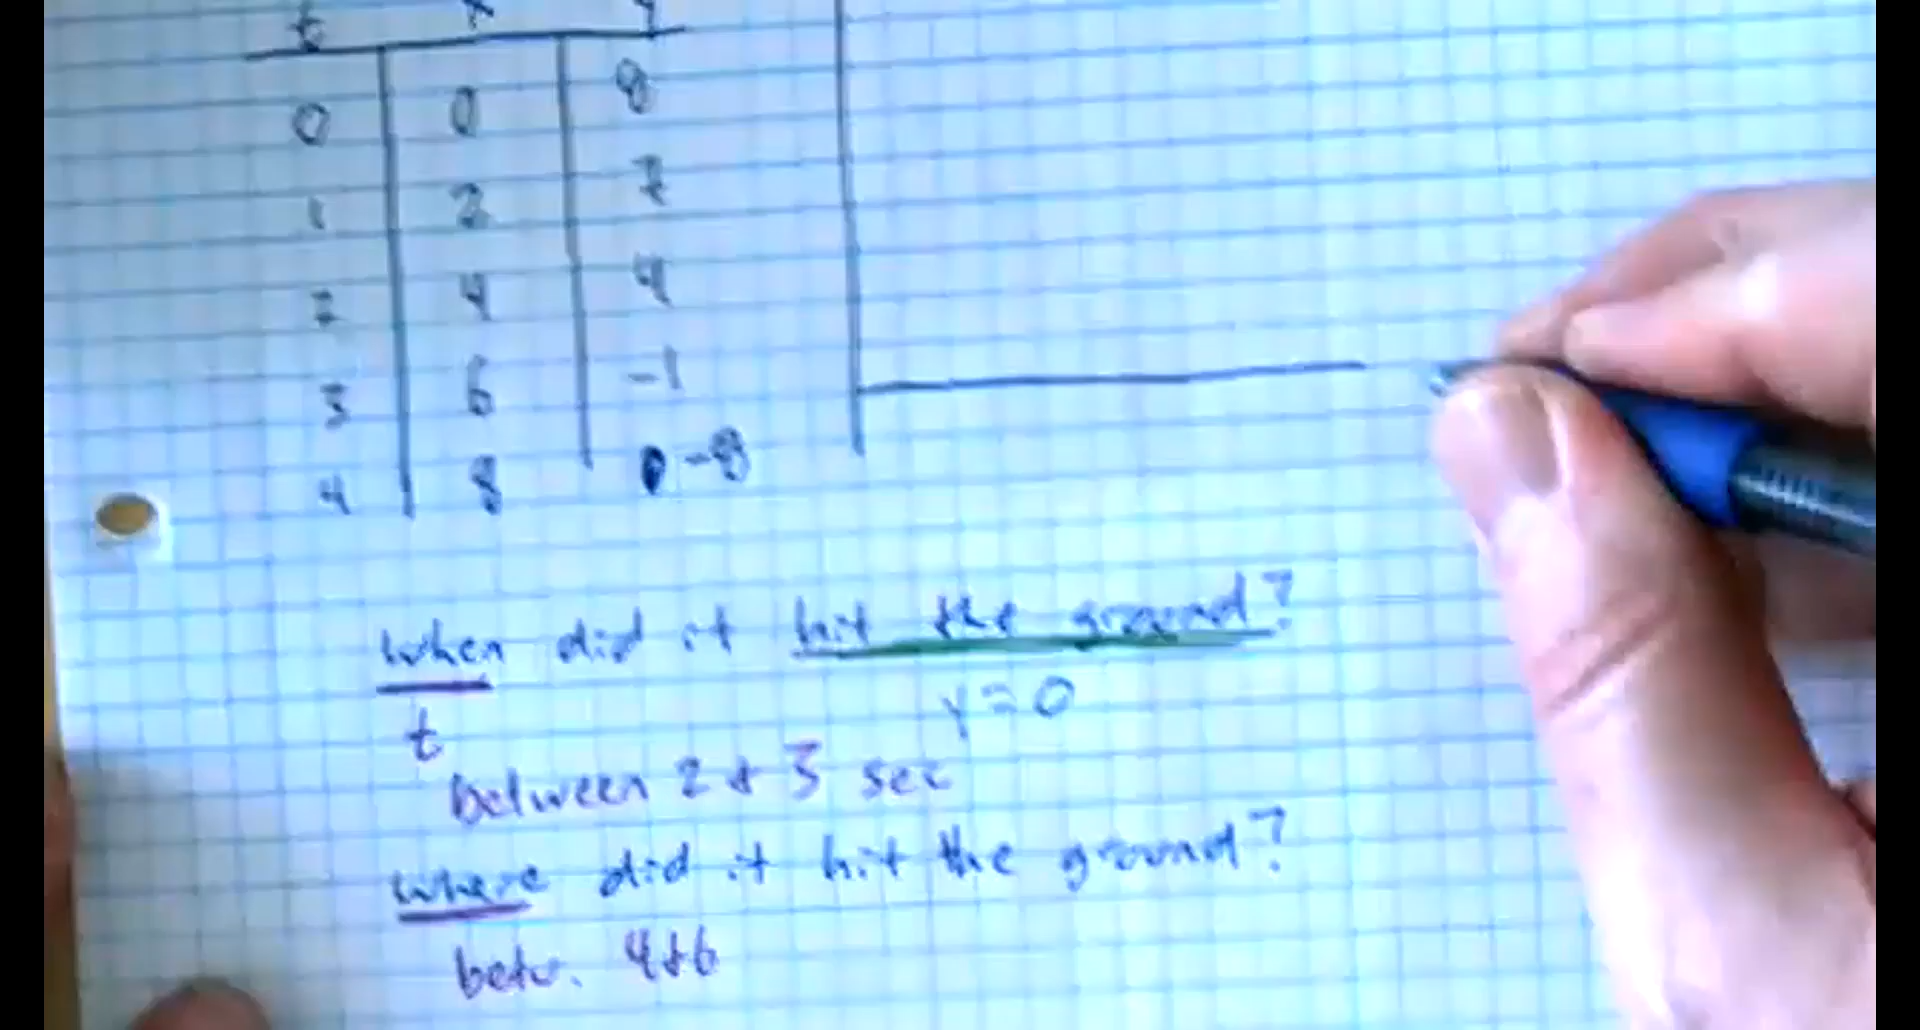 t x y
0 0 8
1 2 7
2 4 4
3 6 -1
4 8 -8
when did it hit the ground?
t y=0
between 2 & 3 sec
where did it hit the ground?
betw. 4&6